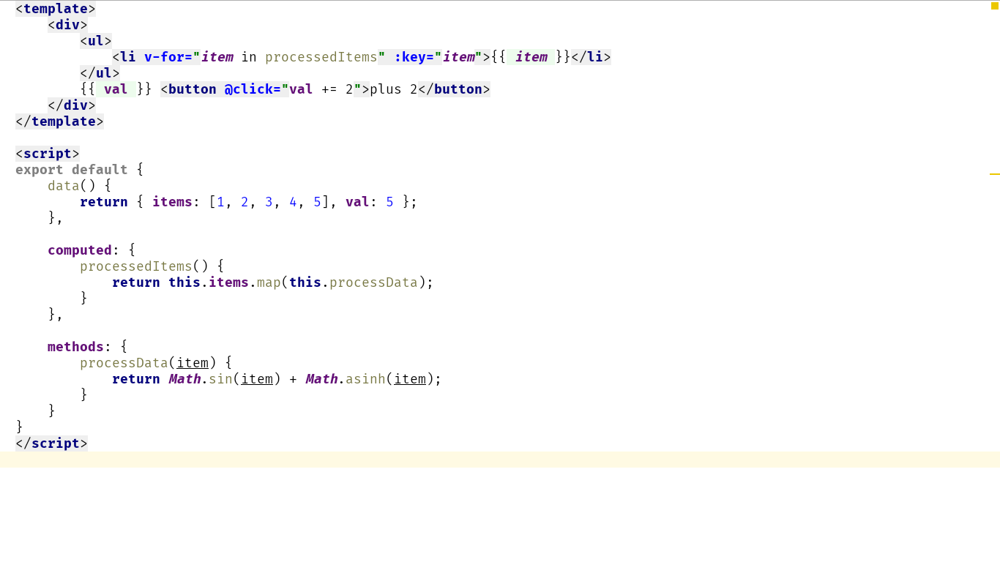 <template>
    <div>
        <ul>
            <li v-for="item in processedItems" :key="item">{{ item }}</li>
        </ul>
        {{ val }} <button @click="val += 2">plus 2</button>
    </div>
</template>

<script>
export default {
    data() {
        return { items: [1, 2, 3, 4, 5], val: 5 };
    },

    computed: {
        processedItems() {
            return this.items.map(this.processData);
        }
    },

    methods: {
        processData(item) {
            return Math.sin(item) + Math.asinh(item);
        }
    }
}
</script>